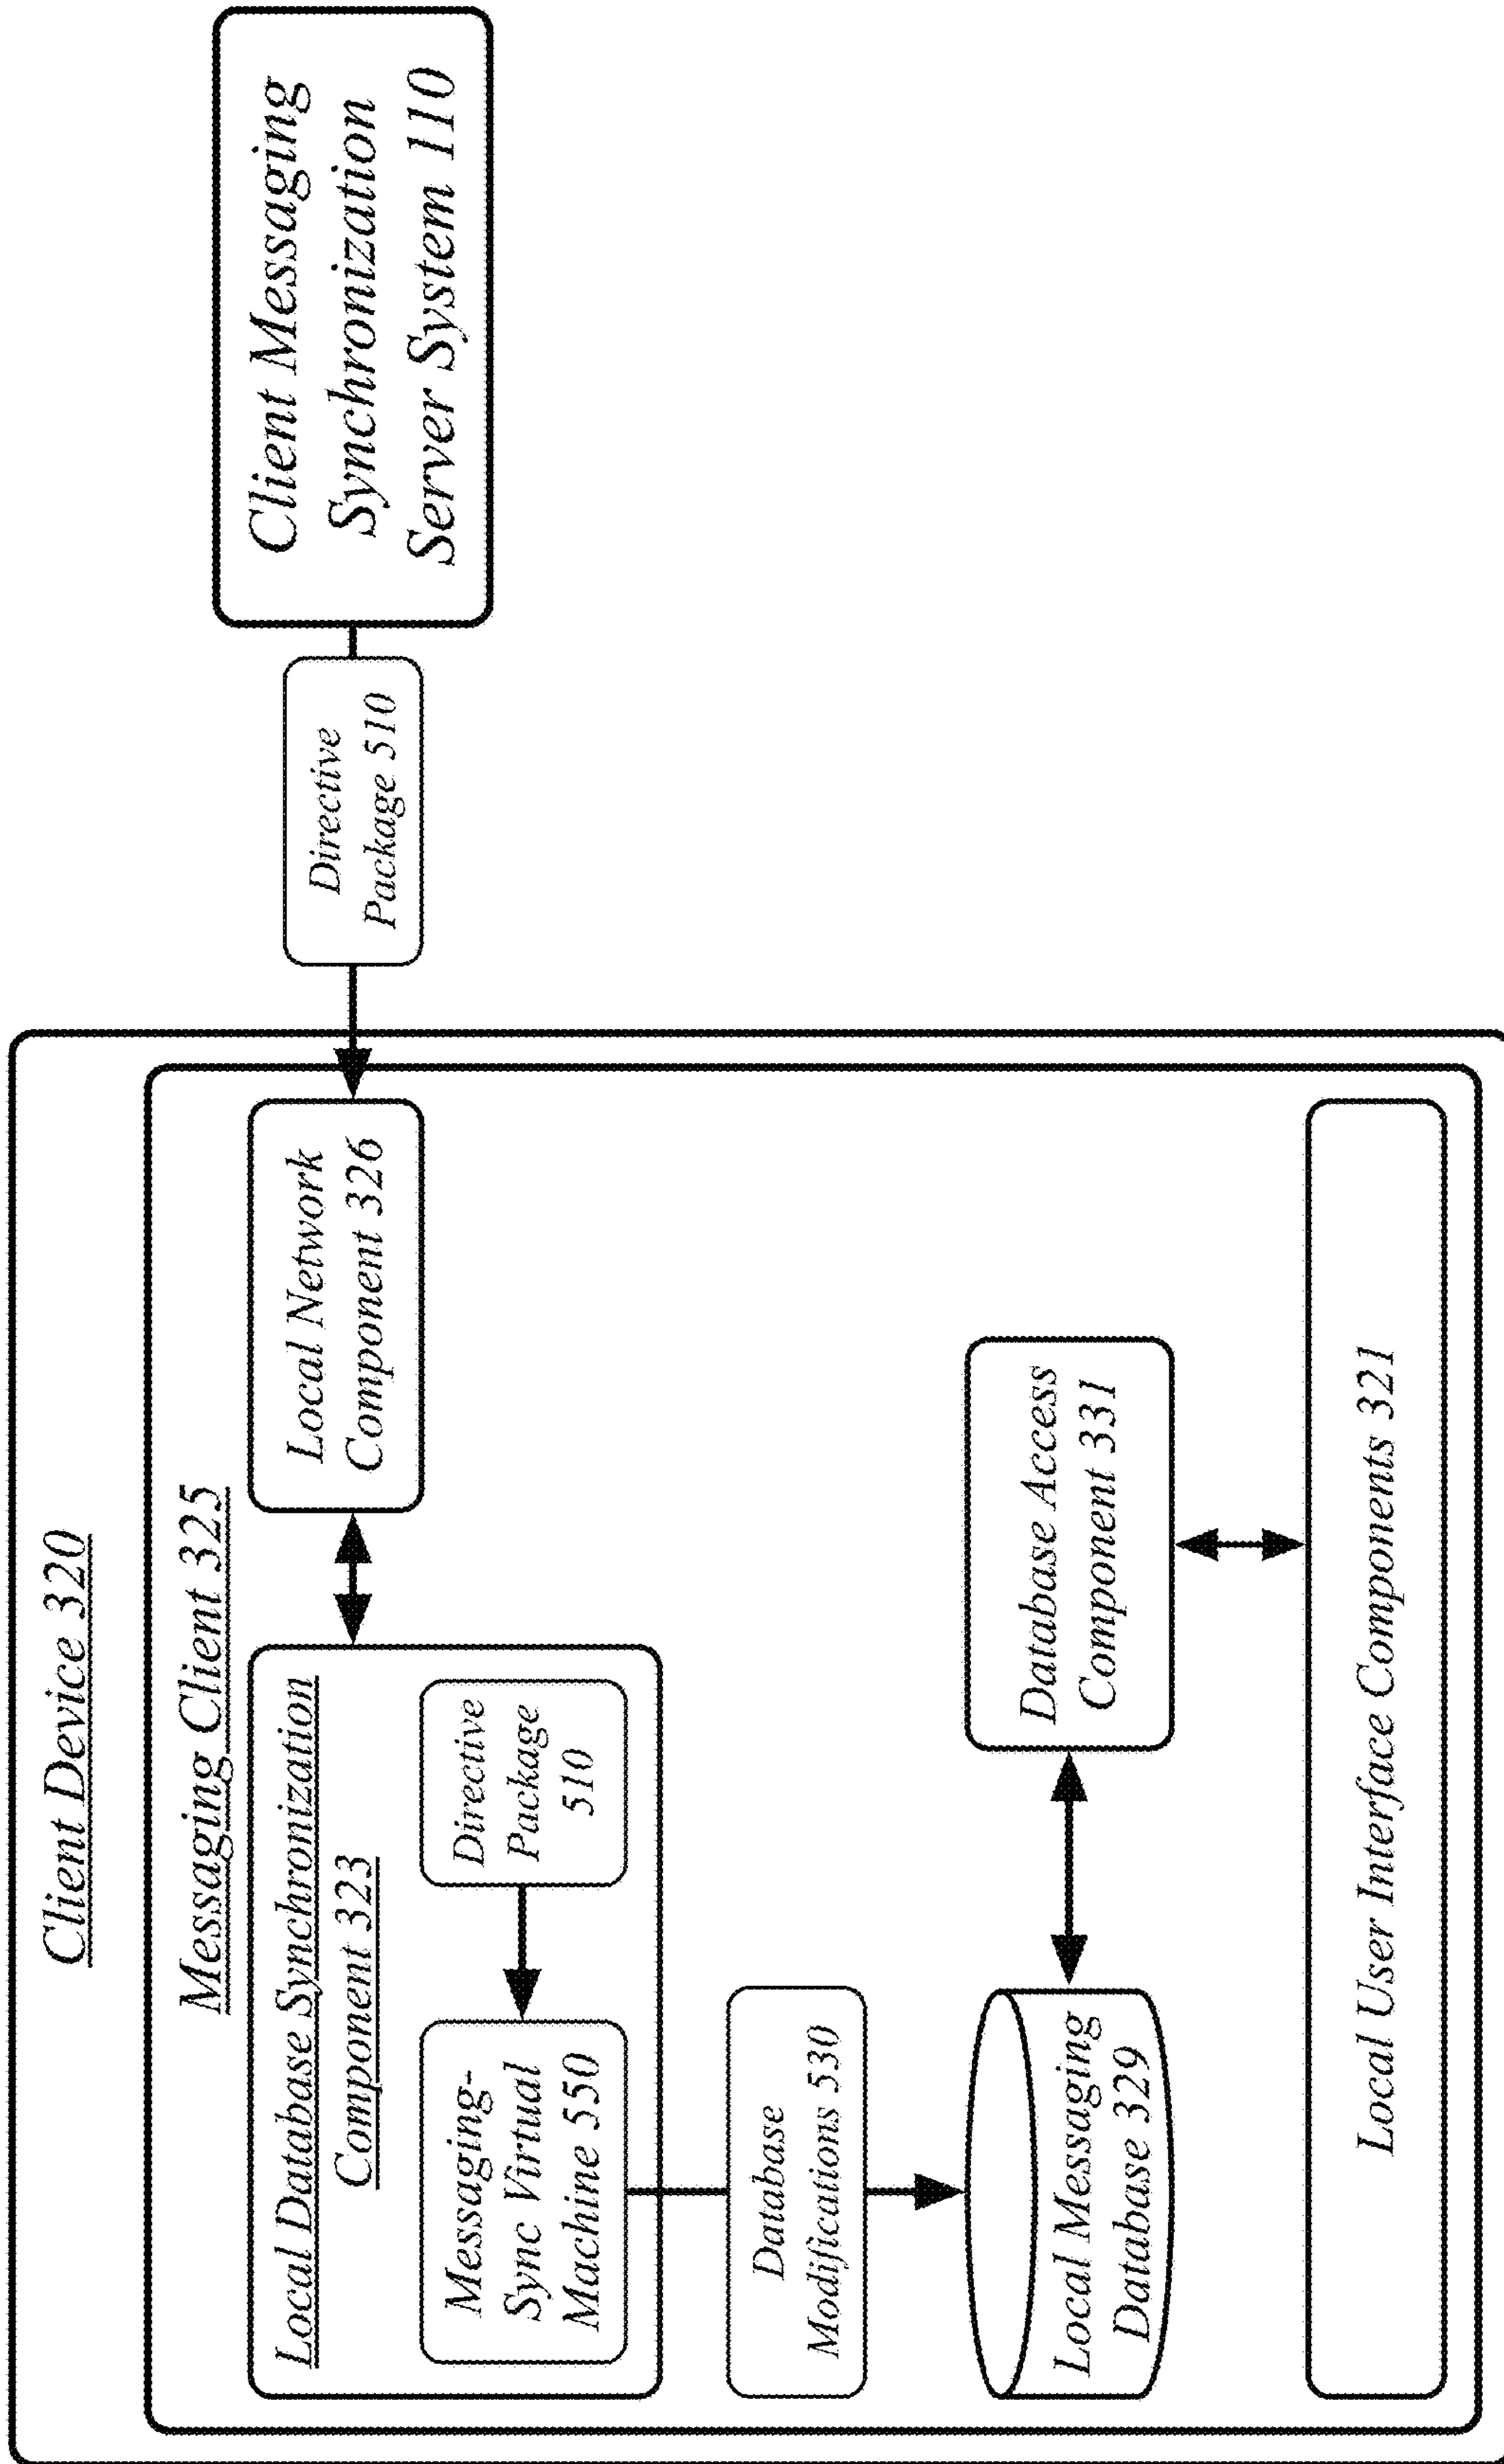 Client Device 320
Messaging Client 325
Local Database Synchronization
Component 323
Messaging-
Sync Virtual
Machine 550
Directive
Package
510
Local Network
Component 326
Directive
Package 510
Client Messaging
Synchronization
Server System 110
Database
Modifications 530
Local Messaging
Database 329
Database Access
Component 331
Local User Interface Components 321